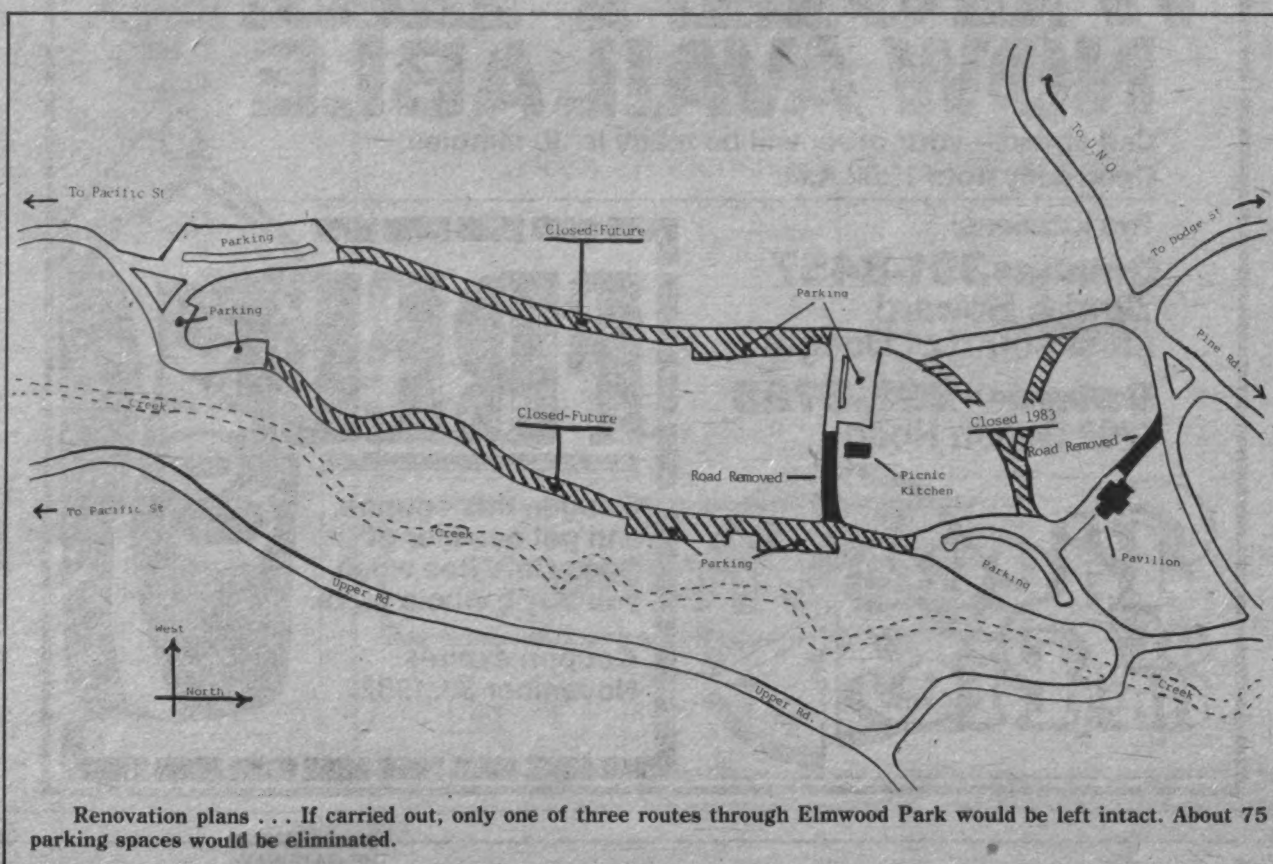 To U.N.O.
To Pacific St.
To Dodge St
Parking
Closed-Future
Parking
Parking
Pine Rd.
Creek
Closed-Future
Closed 1983
Road Removed
Road Removed
Picnic
Kitchen
To Pacific St
Creek
Parking
Parking
Pavilion
Upper Rd.
West
North
Upper Rd.
Creek
Renovation plans . . . If carried out, only one of three routes through Elmwood Park would be left intact. About 75
parking spaces would be eliminated.